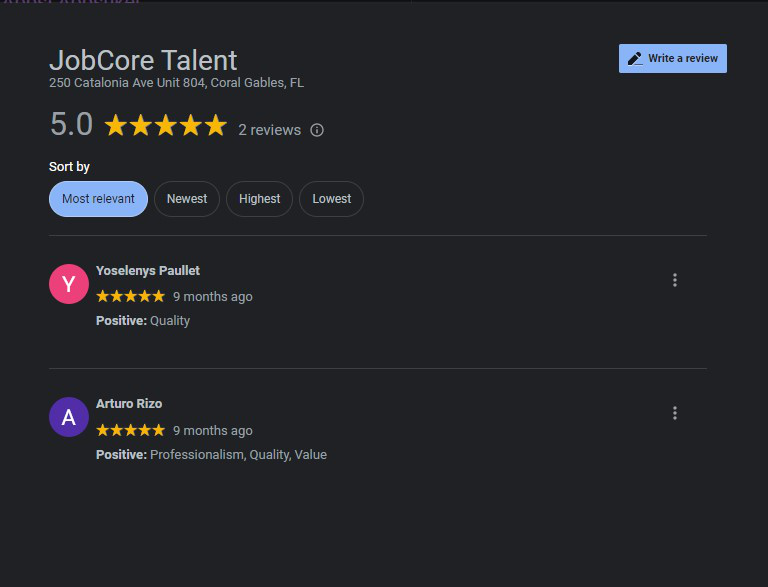 JobCore Talent
Write a review
250 Catalonia Ave Unit 804, Coral Gables, FL
5.0 2 reviews
Sort by
Most relevant Newest Highest Lowest
Y Yoselenys Paullet
9 months ago
Positive: Quality
A Arturo Rizo
9 months ago
Positive: Professionalism, Quality, Value